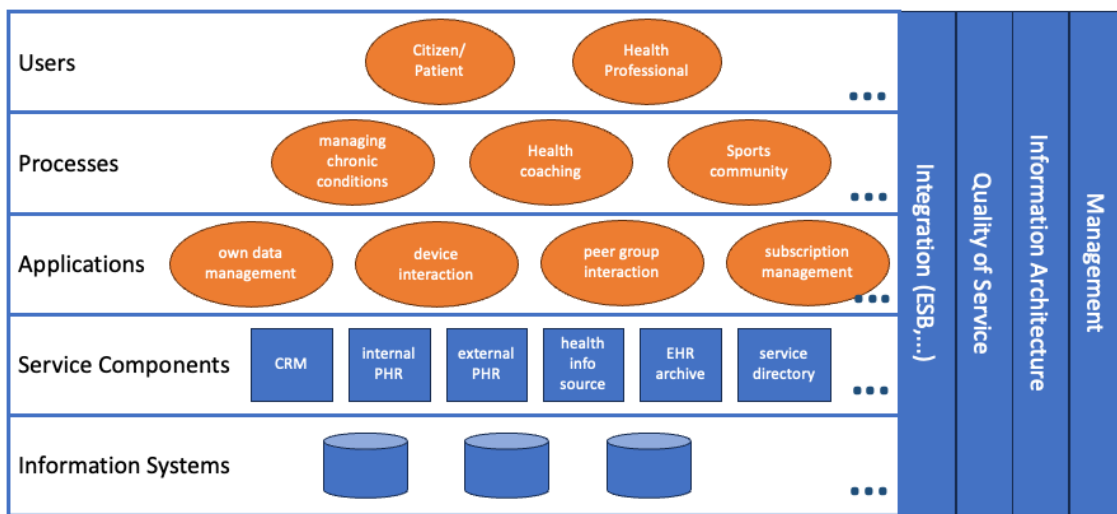 Users
Citizen/
Patient
Health
Professional
...
Processes
managing
chronic
conditions
Health
coaching
Sports
community
...
Applications
own data
management
device
interaction
peer group
interaction
subscription
management
...
Service Components
CRM
internal
PHR
external
PHR
health
info
source
EHR
archive
service
directory
...
Information Systems
...
Integration (ESB,...)
Quality of Service
Information Architecture
Management